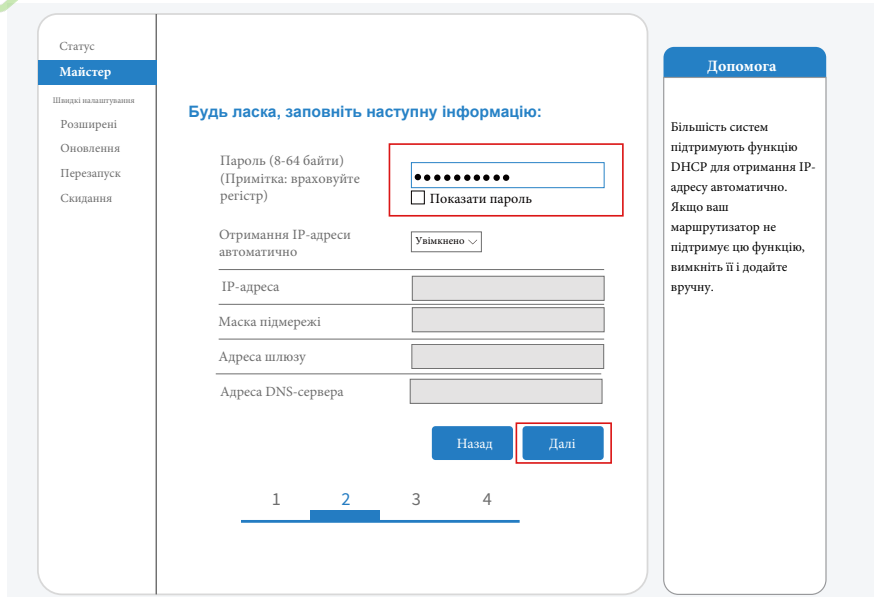 Статус
Майстер
Швидкі налаштування
Розширені
Оновлення
Перезапуск
Скидання
Будь ласка, заповніть наступну інформацію:
Пароль (8-64 байти)
(Примітка: враховуйте
регістр)
●●●●●●●●●●
Показати пароль
Отримання IP-адреси
автоматично
Увімкнено
IP-адреса
Маска підмережі
Адреса шлюзу
Адреса DNS-сервера
Назад
Далі
1 2 3 4
Допомога
Більшість систем
підтримують функцію
DHCP для отримання IP-
адресу автоматично.
Якщо ваш
маршрутизатор не
підтримує цю функцію,
вимкніть її і додайте
вручну.